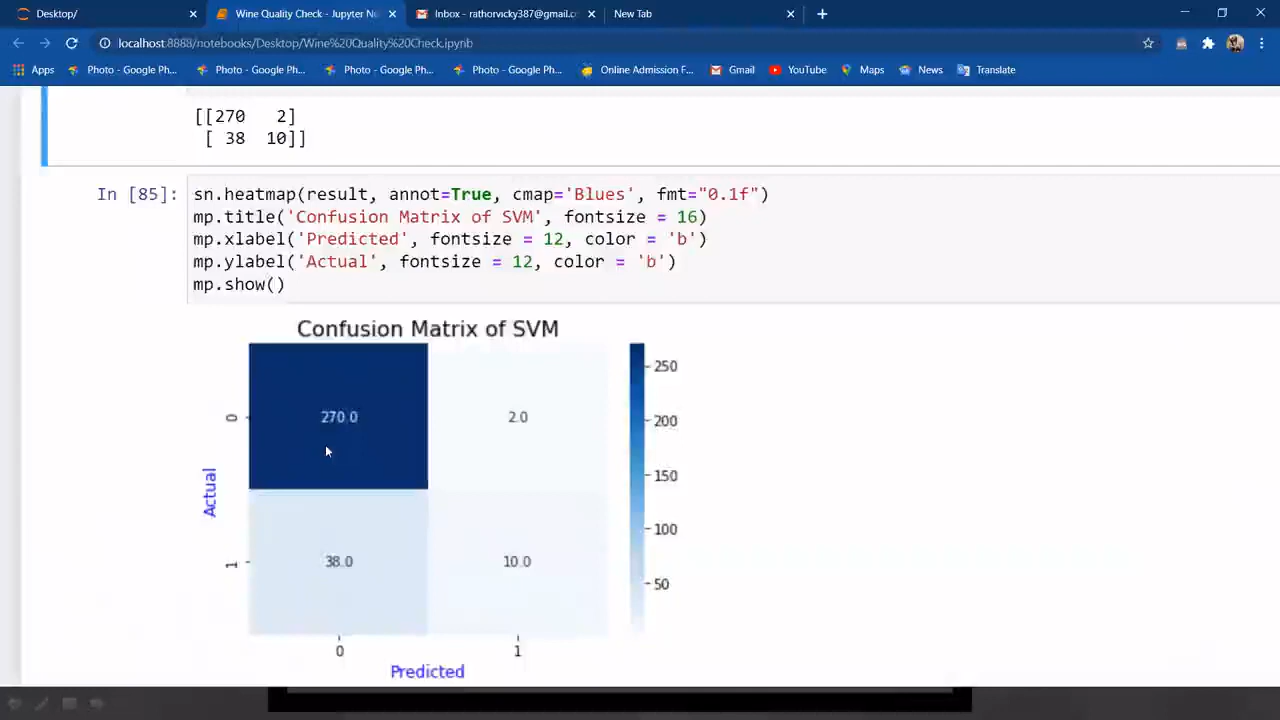 Desktop/
Wine Quality Check - Jupyter No
Inbox - rathorvicky387@gmail.co
New Tab
localhost:8888/notebooks/Desktop/Wine%20Quality%20Check.ipynb
Apps
Photo - Google Ph...
Photo - Google Ph...
Photo - Google Ph...
Photo - Google Ph...
Online Admission F...
Gmail
YouTube
Maps
News
Translate
[[270   2]
[ 38  10]]
In [85]:
sn.heatmap(result, annot=True, cmap='Blues', fmt="0.1f")
mp.title('Confusion Matrix of SVM', fontsize = 16)
mp.xlabel('Predicted', fontsize = 12, color = 'b')
mp.ylabel('Actual', fontsize = 12, color = 'b')
mp.show()
Confusion Matrix of SVM
250
0
270.0
2.0
200
150
Actual
100
1
38.0
10.0
50
0
1
Predicted